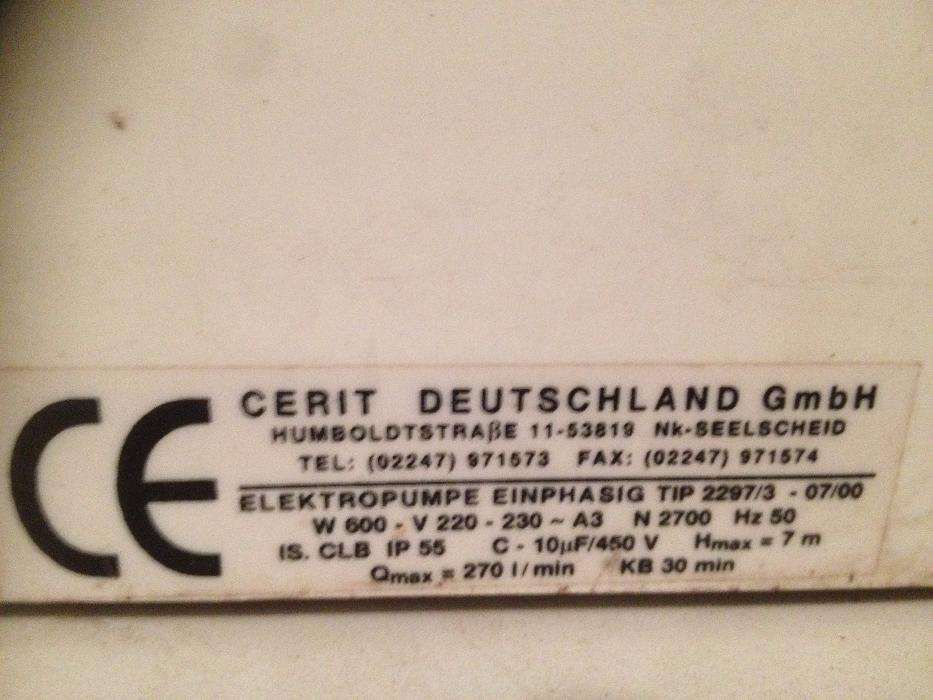 CE
CERIT DEUTSCHLAND GmbH
HUMBOLDTSTRAßE 11-53819 Nk-SEELSCHEID
TEL: (02247) 971573 FAX: (02247) 971574
ELEKTROPUMPE EINPHASIG TIP 2297/3 - 07/00
W 600 - V 220 - 230 ~ A3 N 2700 Hz 50
IS. CLB IP 55 C - 10µF/450 V Hmax = 7 m
Qmax = 270 l/min KB 30 min